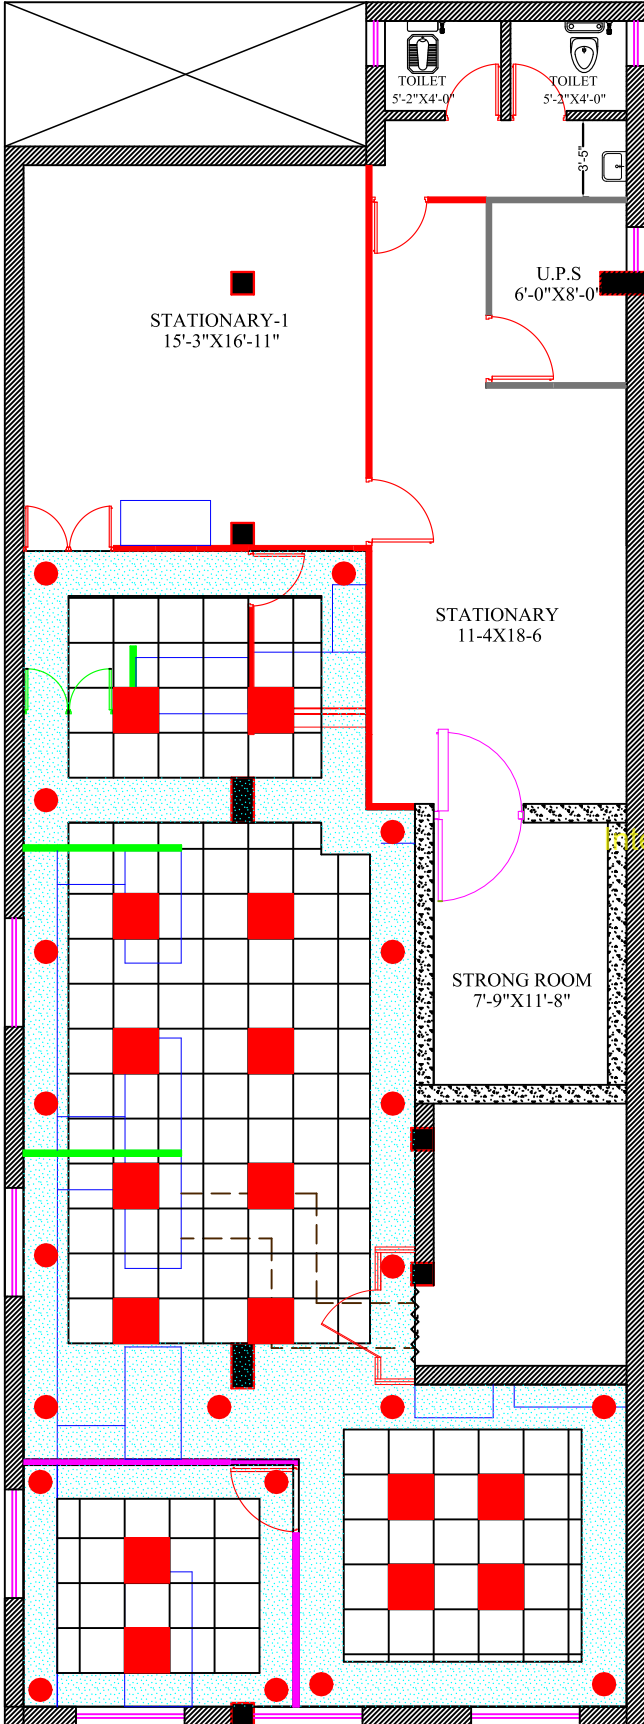 TOILET
5'-2"X4'-0"
TOILET
5'-2"X4'-0"
3'-5"
U.P.S
6'-0"X8'-0"
STATIONARY-1
15'-3"X16'-11"
STATIONARY
11-4X18-6
Inte
STRONG ROOM
7'-9"X11'-8"